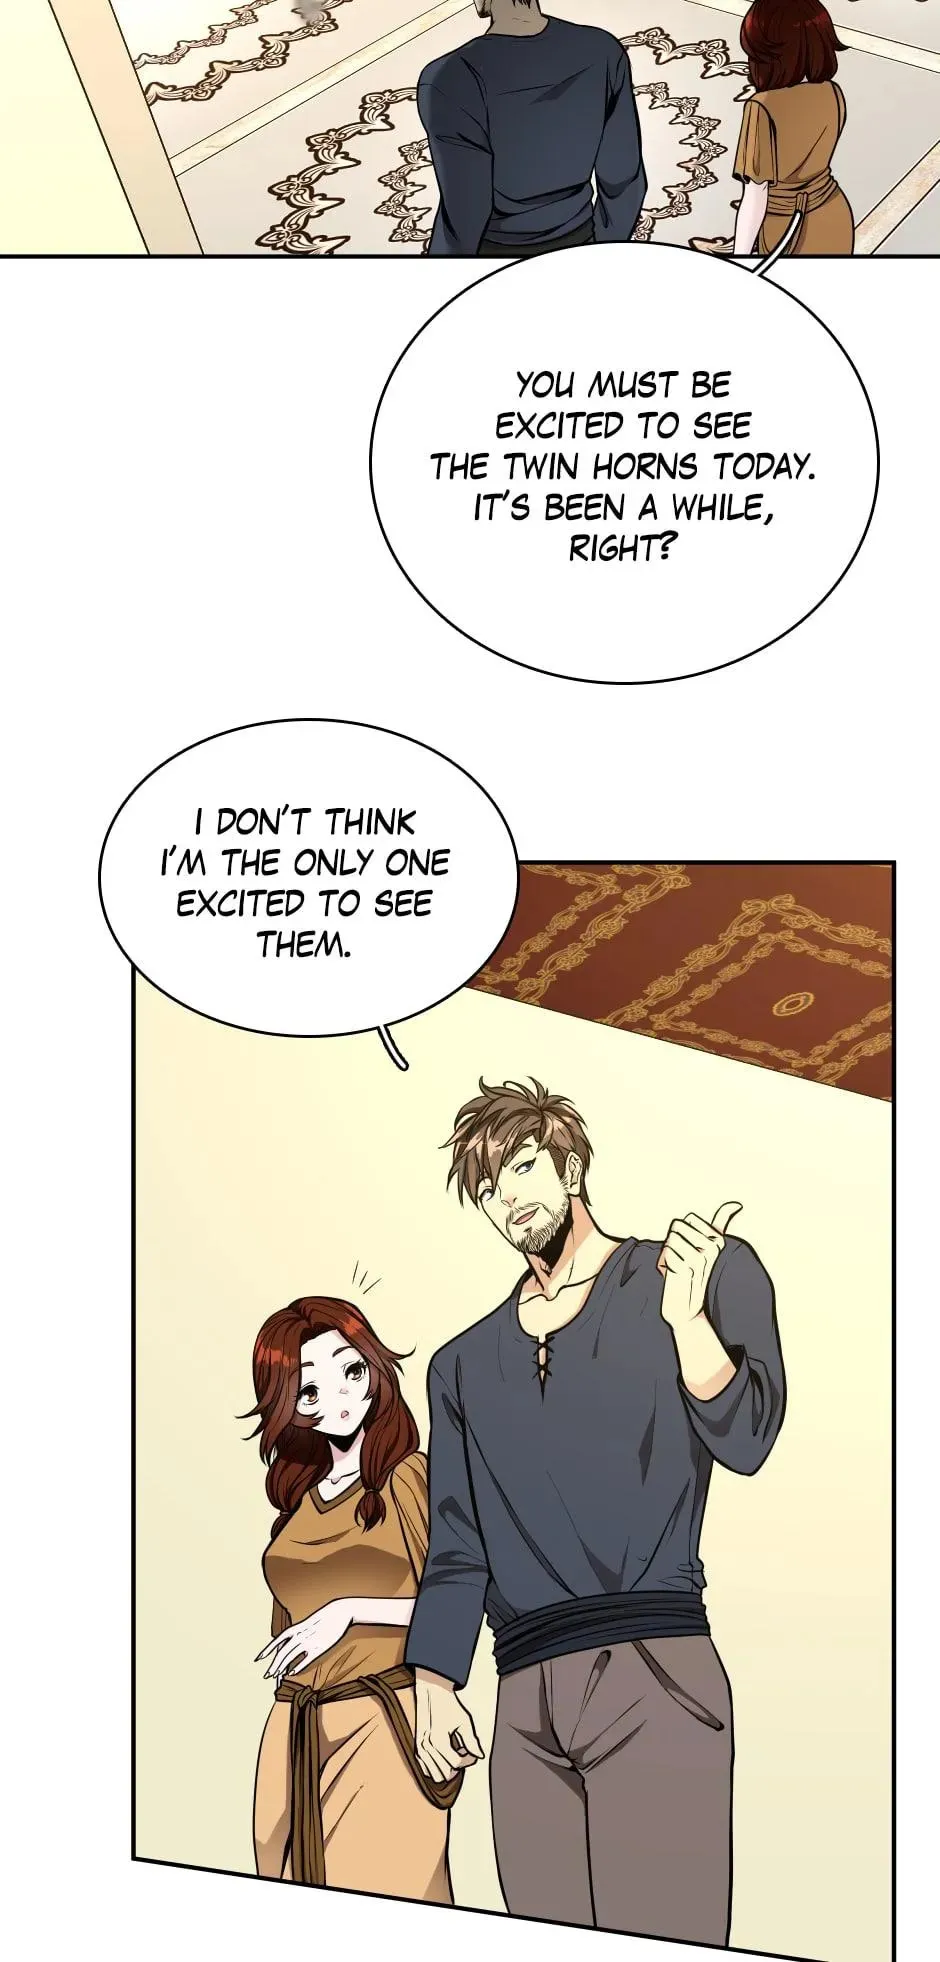 YOU MUST BE
EXCITED TO SEE
THE TWIN HORNS TODAY.
IT'S BEEN A WHILE,
RIGHT?
I DON'T THINK
I'M THE ONLY ONE
EXCITED TO SEE
THEM.